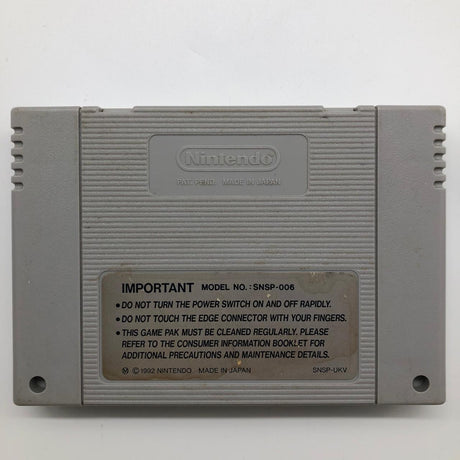 Nintendo
PAT. PEND. MADE IN JAPAN
IMPORTANT MODEL NO.: SNSP-006
• DO NOT TURN THE POWER SWITCH ON AND OFF RAPIDLY.
• DO NOT TOUCH THE EDGE CONNECTOR WITH YOUR FINGERS.
• THIS GAME PAK MUST BE CLEANED REGULARLY. PLEASE
REFER TO THE CONSUMER INFORMATION BOOKLET FOR
ADDITIONAL PRECAUTIONS AND MAINTENANCE DETAILS.
Ⓜ © 1992 NINTENDO. MADE IN JAPAN SNSP-UKV